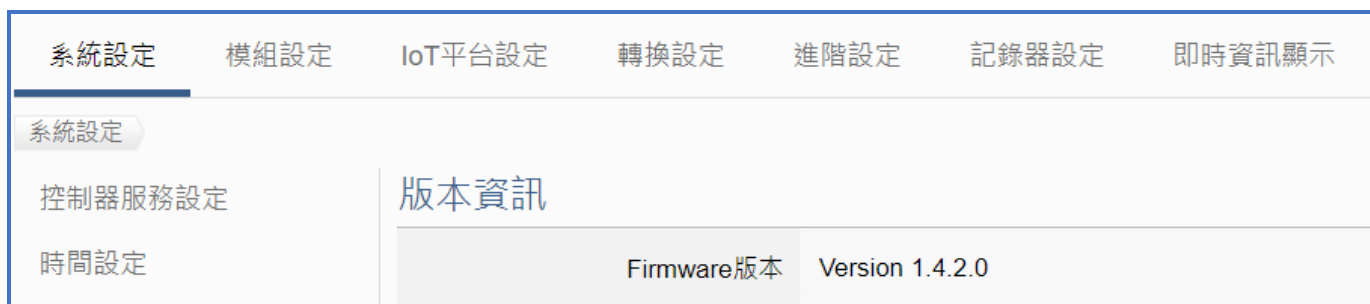 系統設定 模組設定 IoT平台設定 轉換設定 進階設定 記錄器設定 即時資訊顯示
系統設定
控制器服務設定
時間設定
版本資訊
Firmware版本 Version 1.4.2.0